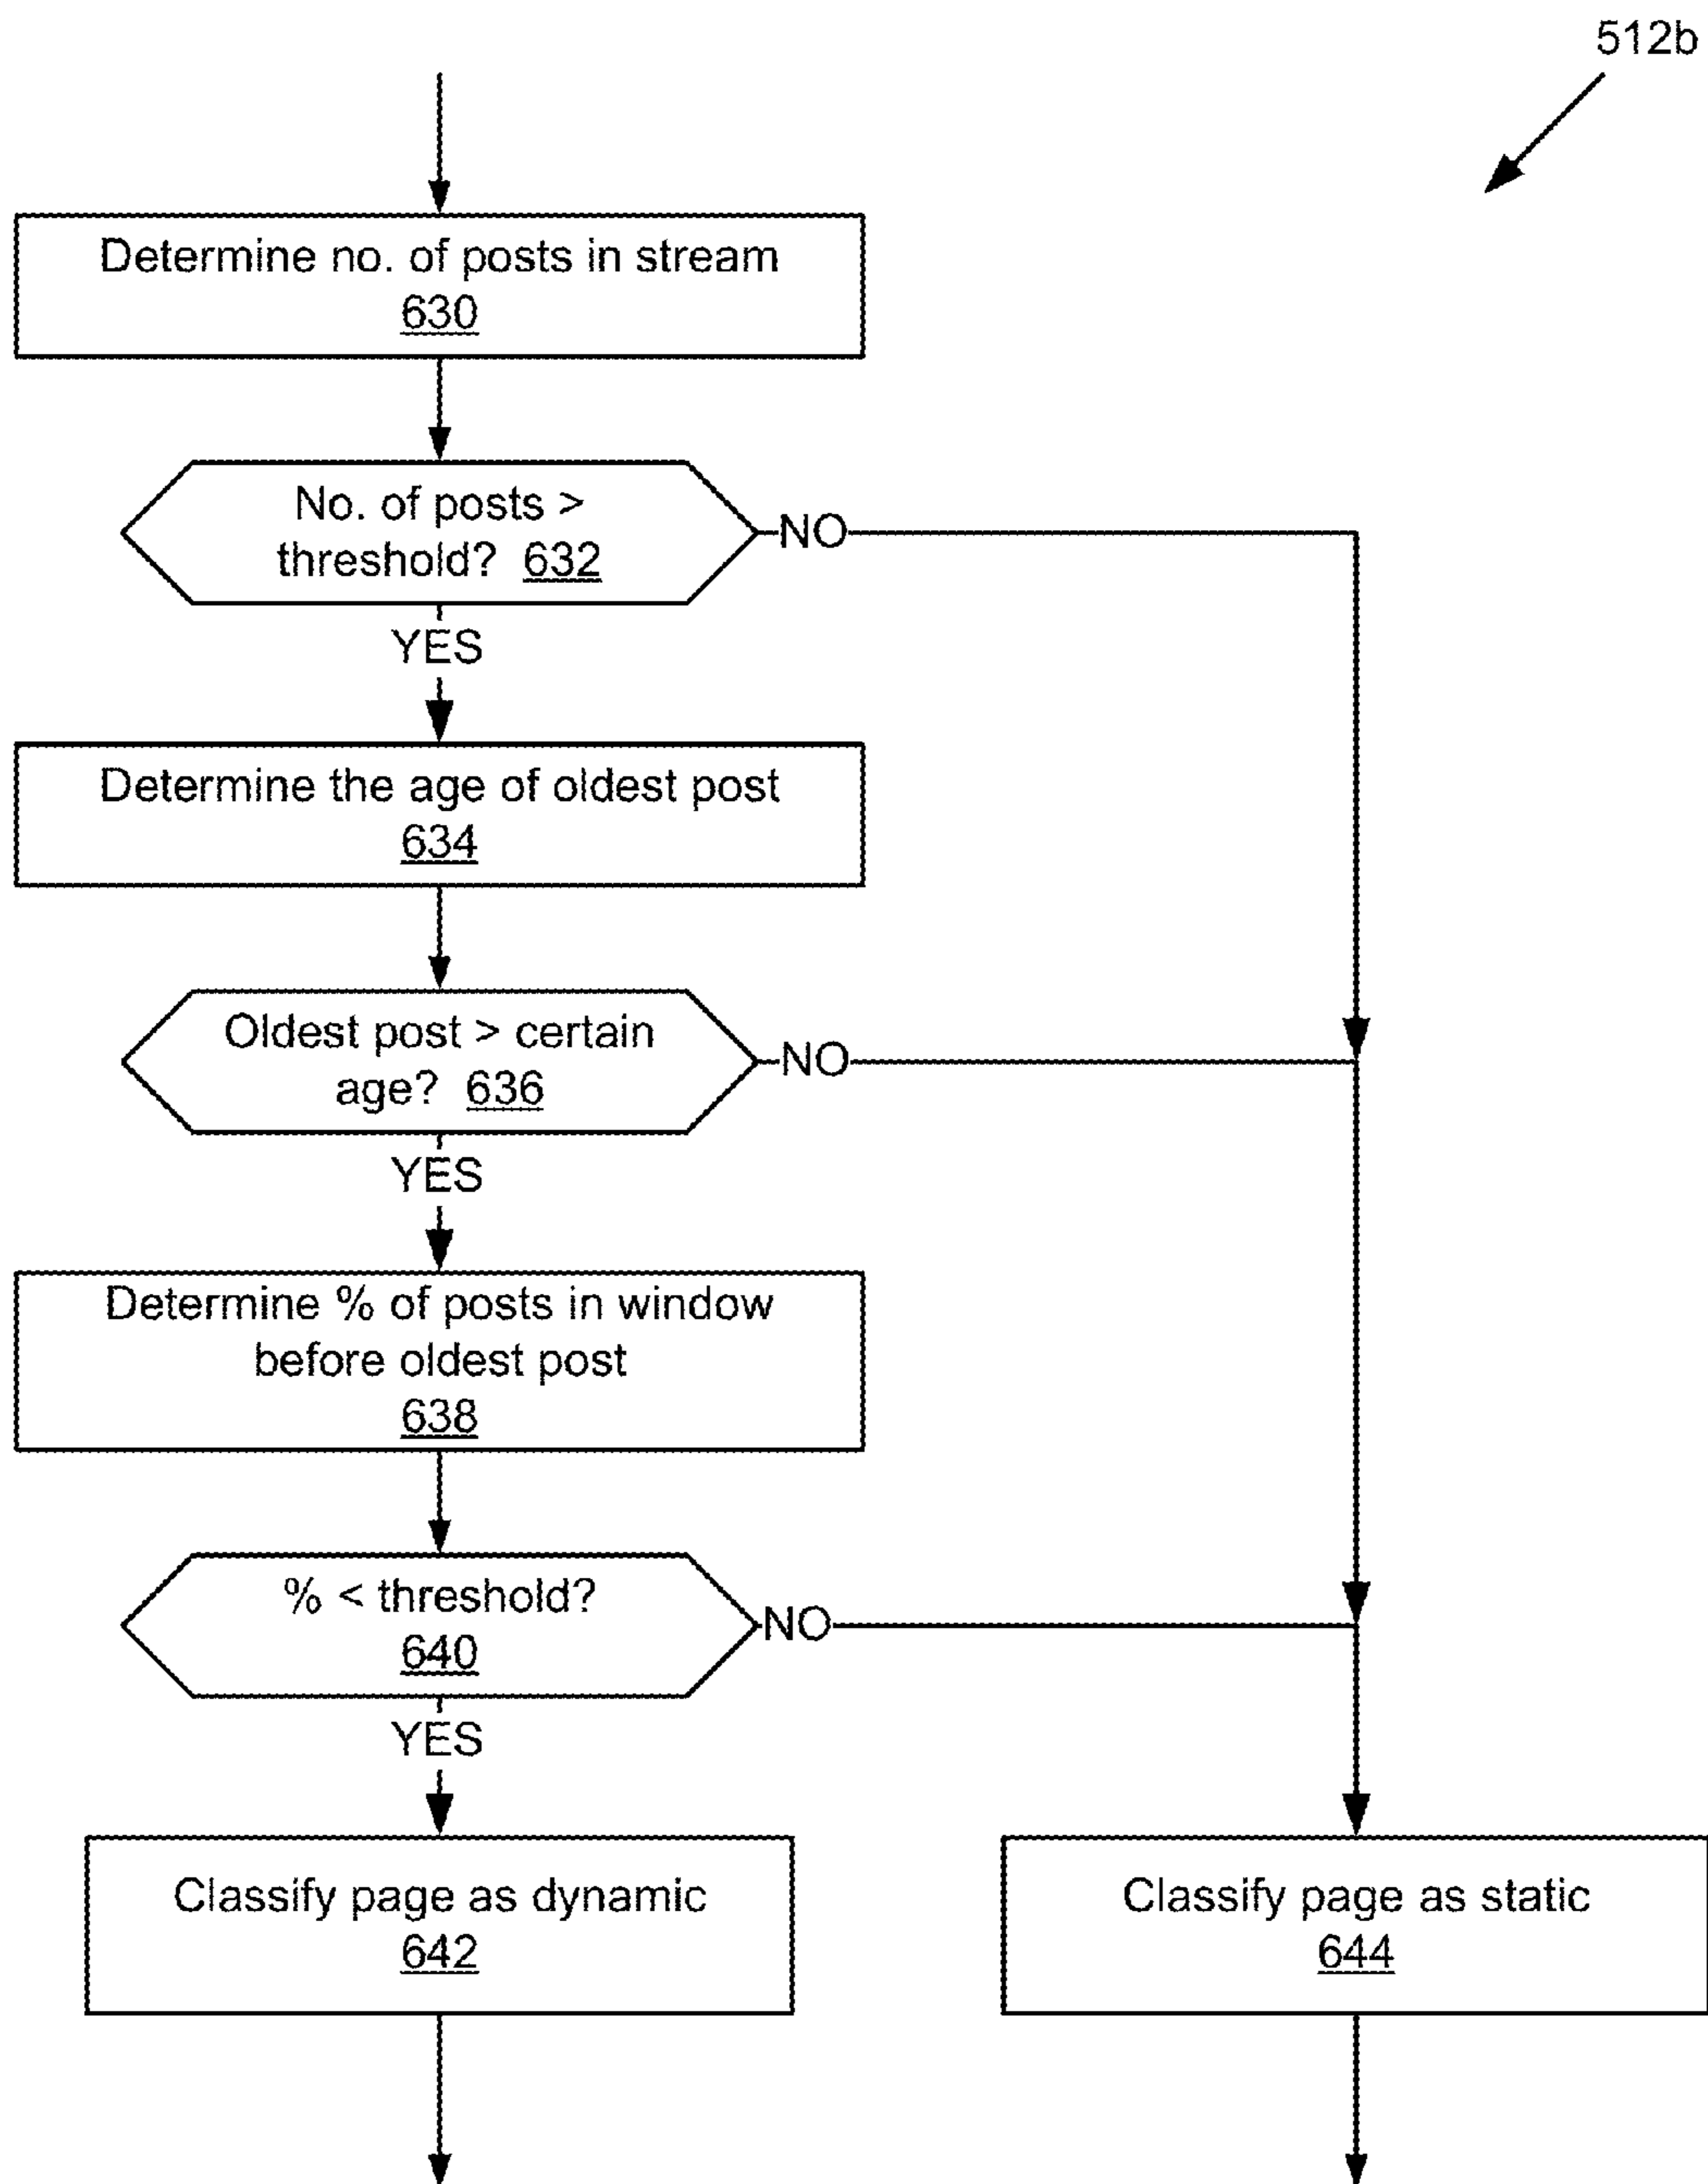 512b
Determine no. of posts in stream
630
No. of posts >
threshold? 632
NO
YES
Determine the age of oldest post
634
Oldest post > certain
age? 636
NO
YES
Determine % of posts in window
before oldest post
638
% < threshold?
640
NO
YES
Classify page as dynamic
642
Classify page as static
644